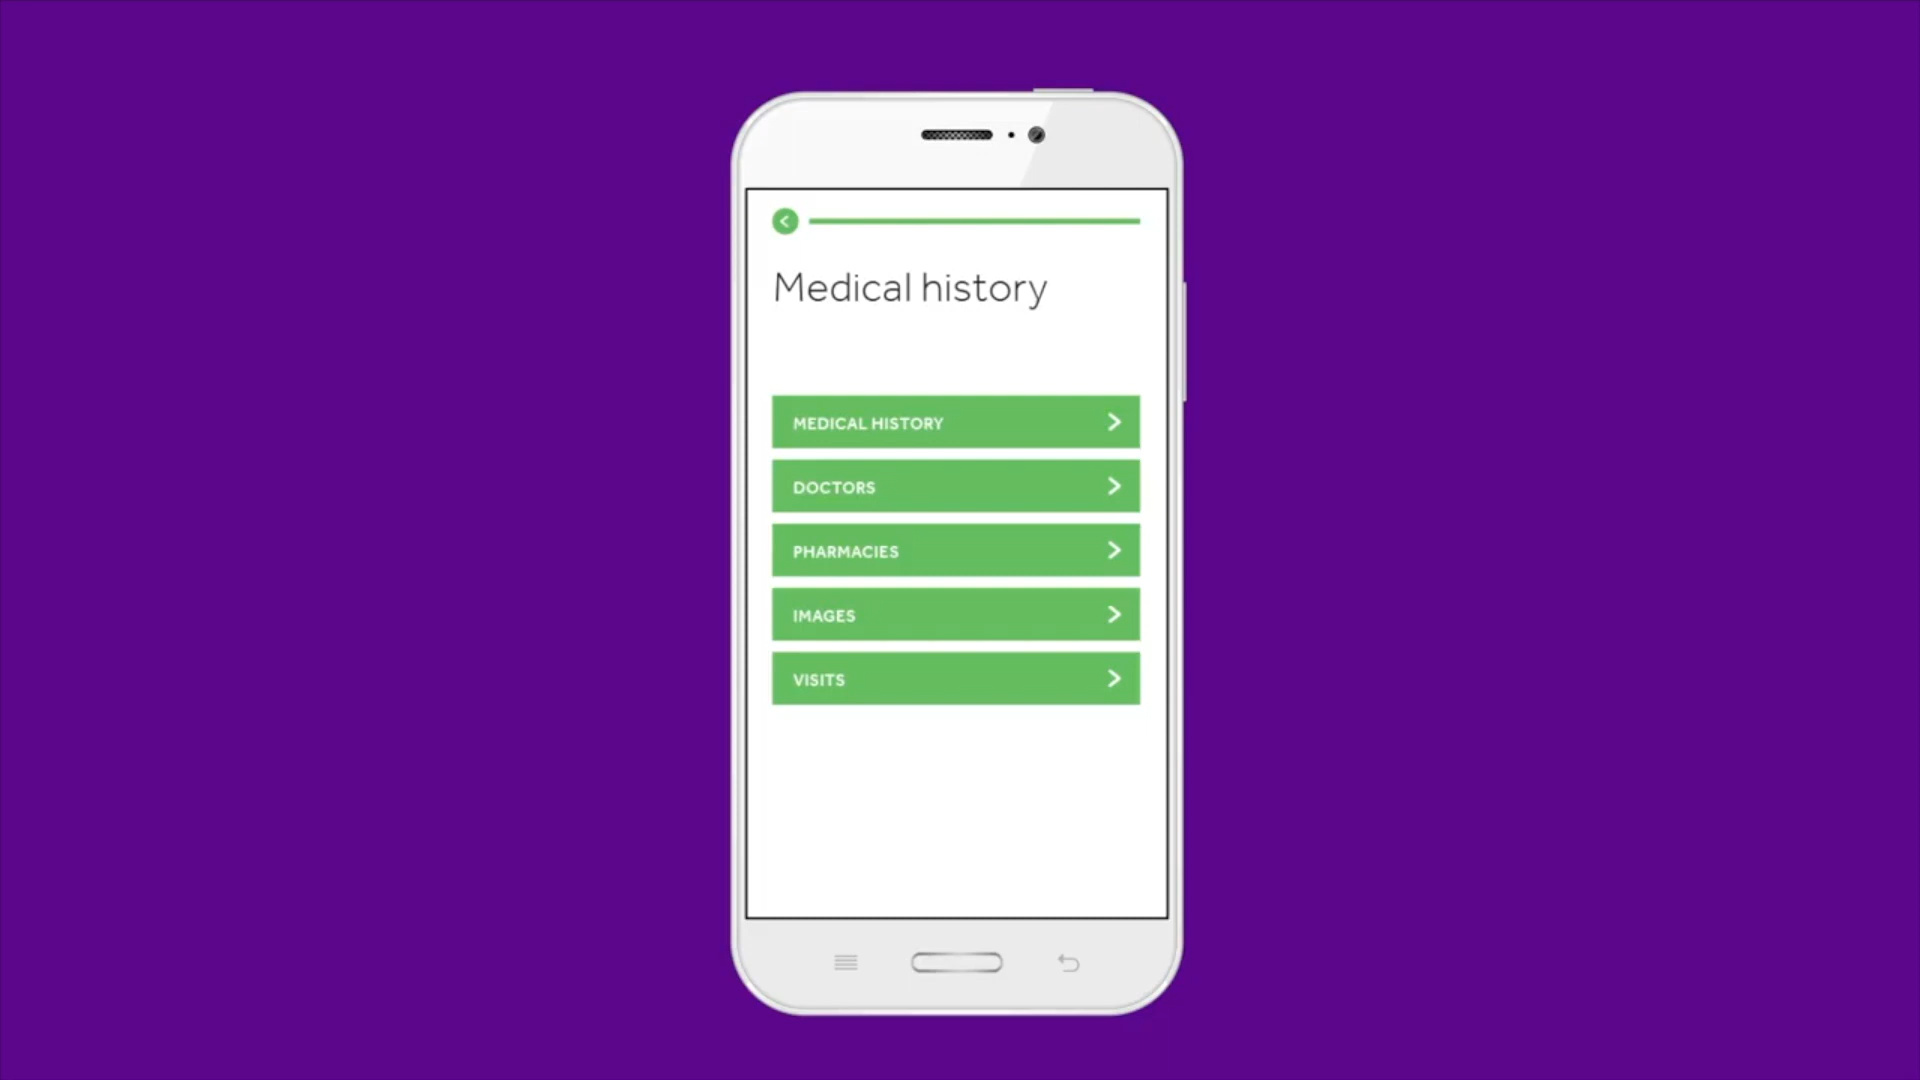 Medical history
MEDICAL HISTORY
DOCTORS
PHARMACIES
IMAGES
VISITS